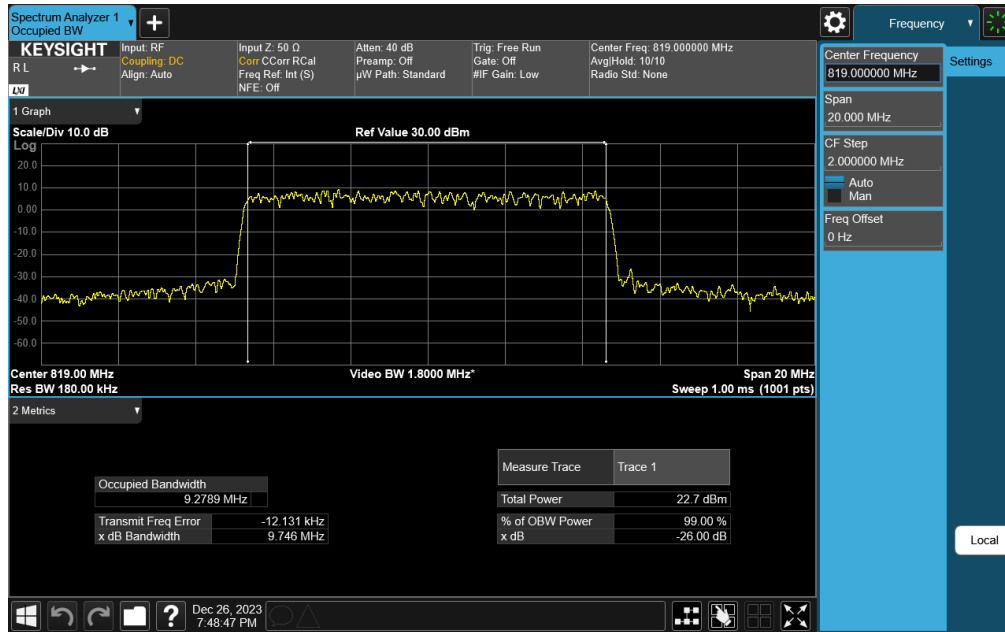 Spectrum Analyzer 1
Occupied BW
Frequency
KEYSIGHT
R L
LXI
Input: RF
Coupling: DC
Align: Auto
Input Z: 50 Ω
Corr CCorr RCal
Freq Ref: Int (S)
NFE: Off
Atten: 40 dB
Preamp: Off
µW Path: Standard
Trig: Free Run
Gate: Off
#IF Gain: Low
Center Freq: 819.000000 MHz
Avg|Hold: 10/10
Radio Std: None
Center Frequency
819.000000 MHz
Settings
Span
20.000 MHz
CF Step
2.000000 MHz
Auto
Man
Freq Offset
0 Hz
Local
1 Graph
Scale/Div 10.0 dB
Ref Value 30.00 dBm
Log
20.0
10.0
0.00
-10.0
-20.0
-30.0
-40.0
-50.0
-60.0
Center 819.00 MHz
Video BW 1.8000 MHz*
Span 20 MHz
Res BW 180.00 kHz
Sweep 1.00 ms (1001 pts)
2 Metrics
Occupied Bandwidth
9.2789 MHz
Transmit Freq Error -12.131 kHz
x dB Bandwidth 9.746 MHz
Measure Trace Trace 1
Total Power 22.7 dBm
% of OBW Power 99.00 %
x dB -26.00 dB
Dec 26, 2023
7:48:47 PM